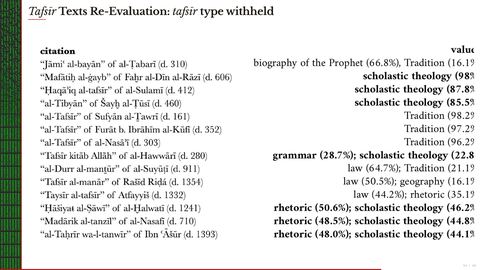 Tafsīr Texts Re-Evaluation: tafsīr type withheld
citation value
“Jāmiʿ al-bayān” of al-Ṭabarī (d. 310) biography of the Prophet (66.8%), Tradition (16.1
“Mafātiḥ al-ġayb” of Faḫr al-Dīn al-Rāzī (d. 606) scholastic theology (98%
“Ḥaqāʾiq al-tafsīr” of al-Sulamī (d. 412) scholastic theology (87.8%
“al-Tibyān” of Šayḫ al-Ṭūsī (d. 460) scholastic theology (85.5%
“al-Tafsīr” of Sufyān al-Ṯawrī (d. 161) Tradition (98.2
“al-Tafsīr” of Furāt b. Ibrāhīm al-Kūfī (d. 352) Tradition (97.2
“al-Tafsīr” of al-Nasāʾī (d. 303) Tradition (96.2
“Tafsīr kitāb Allāh” of al-Hawwārī (d. 280) grammar (28.7%); scholastic theology (22.8
“al-Durr al-manṯūr” of al-Suyūṭī (d. 911) law (64.7%); Tradition (21.1
“Tafsīr al-manār” of Rašīd Riḍá (d. 1354) law (50.5%); geography (16.1
“Taysīr al-tafsīr” of Aṭfayyiš (d. 1332) law (44.2%); rhetoric (35.1
“Ḥāšiyaẗ al-Ṣāwī” of al-Ḫalwatī (d. 1241) rhetoric (50.6%); scholastic theology (46.2
“Madārik al-tanzīl” of al-Nasafī (d. 710) rhetoric (48.5%); scholastic theology (44.8
“al-Taḥrīr wa-l-tanwīr” of Ibn ʿĀšūr (d. 1393) rhetoric (48.0%); scholastic theology (44.1